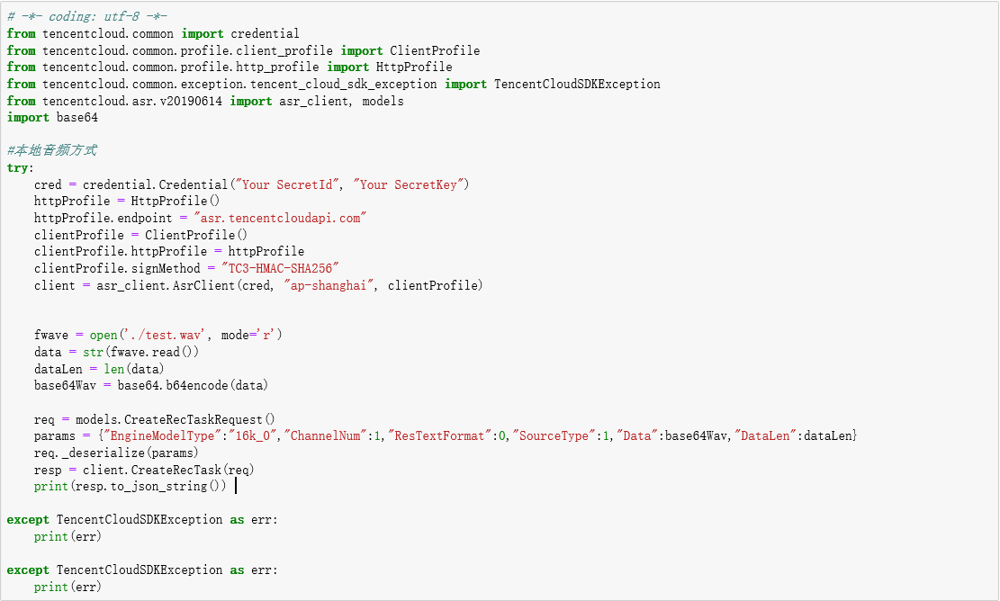 # -*- coding: utf-8 -*-
from tencentcloud.common import credential
from tencentcloud.common.profile.client_profile import ClientProfile
from tencentcloud.common.profile.http_profile import HttpProfile
from tencentcloud.common.exception.tencent_cloud_sdk_exception import TencentCloudSDKException
from tencentcloud.asr.v20190614 import asr_client, models
import base64

#本地音频方式
try:
    cred = credential.Credential("Your SecretId", "Your SecretKey")
    httpProfile = HttpProfile()
    httpProfile.endpoint = "asr.tencentcloudapi.com"
    clientProfile = ClientProfile()
    clientProfile.httpProfile = httpProfile
    clientProfile.signMethod = "TC3-HMAC-SHA256"
    client = asr_client.AsrClient(cred, "ap-shanghai", clientProfile)


    fwave = open('./test.wav', mode='r')
    data = str(fwave.read())
    dataLen = len(data)
    base64Wav = base64.b64encode(data)

    req = models.CreateRecTaskRequest()
    params = {"EngineModelType":"16k_0","ChannelNum":1,"ResTextFormat":0,"SourceType":1,"Data":base64Wav,"DataLen":dataLen}
    req._deserialize(params)
    resp = client.CreateRecTask(req)
    print(resp.to_json_string())

except TencentCloudSDKException as err:
    print(err)

except TencentCloudSDKException as err:
    print(err)